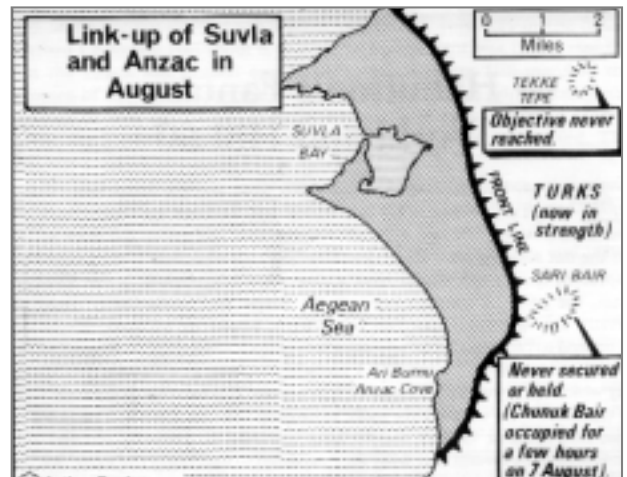 Link-up of Suvla
and Anzac in
August
0 1 2
Miles
TEKKE
TEPE
Objective never
reached.
SUVLA
BAY
FRONT LINE
TURKS
(now in
strength)
SARI BAIR
Aegean
Sea
Ari Burnu
Anzac Cove
Never secured
or held.
(Chunuk Bair
occupied for
a few hours
on 7 August).